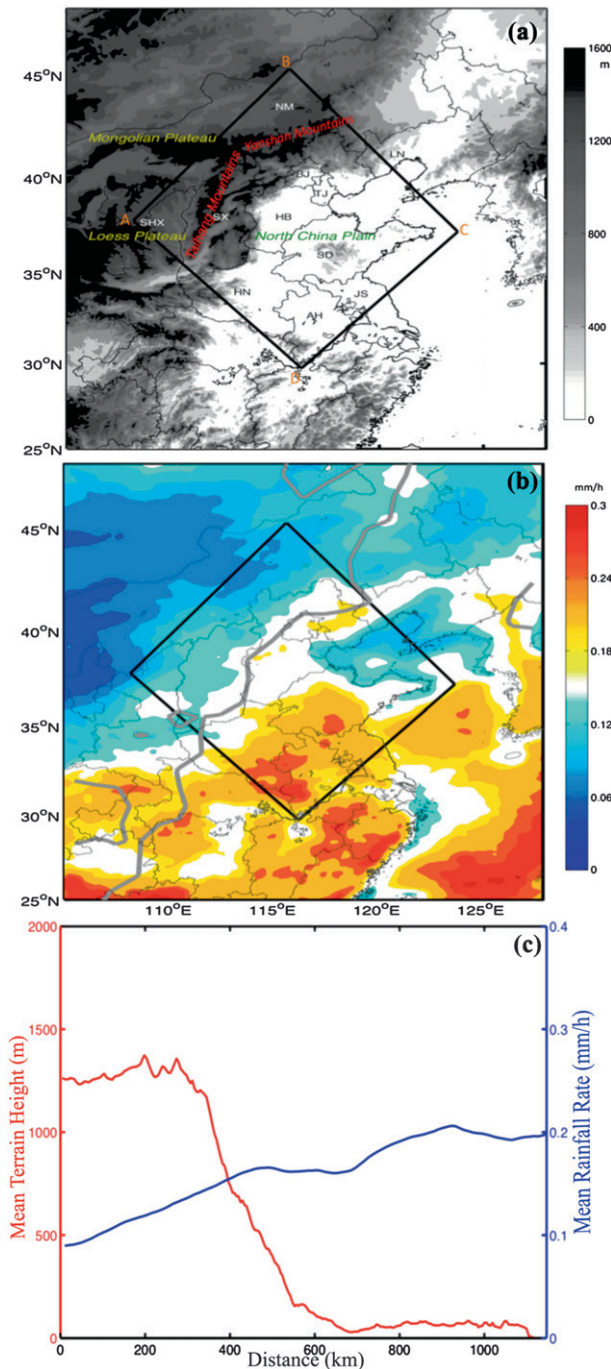 (a)
45°N
40°N
35°N
30°N
25°N
B
NM
Mongolian Plateau
Yanshan Mountains
LN
BJ
TJ
Taihang Mountains
A
SHX
SX
HB
C
Loess Plateau
North China Plain
SD
HN
JS
AH
D
1600
m
1200
800
400
0
(b)
45°N
40°N
35°N
30°N
25°N
110°E
115°E
120°E
125°E
mm/h
0.3
0.24
0.18
0.12
0.06
0
(c)
2000
1500
1000
500
0
Mean Terrain Height (m)
0.4
0.3
0.2
0.1
0
Mean Rainfall Rate (mm/h)
0
200
400
600
800
1000
Distance (km)